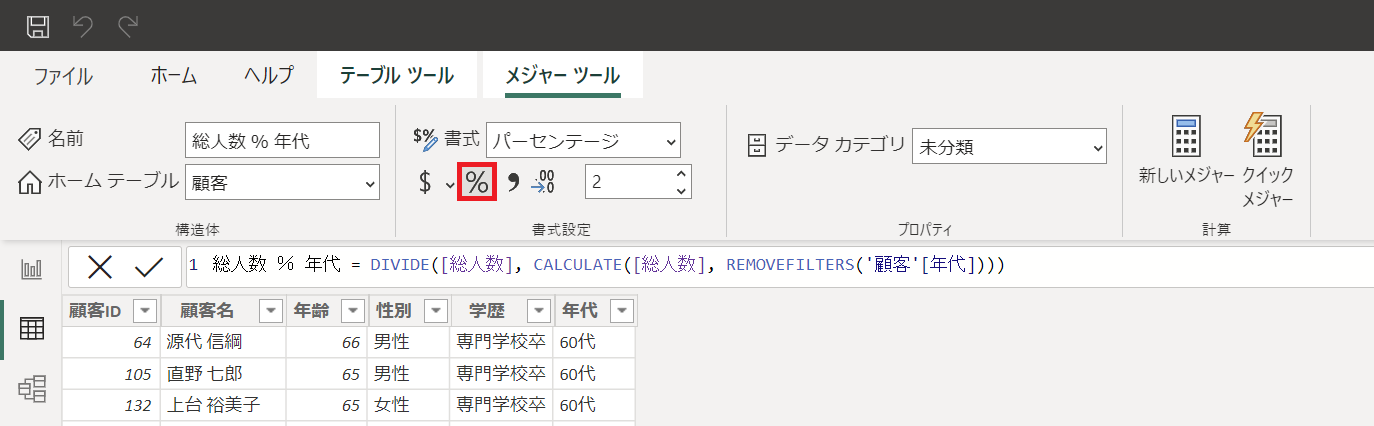 ファイル ホーム ヘルプ テーブル ツール メジャー ツール
名前 総人数 % 年代
ホーム テーブル 顧客
構造体
$% 書式 パーセンテージ
$ % , .00 →.0 2
書式設定
データ カテゴリ 未分類
プロパティ
新しいメジャー クイック メジャー
計算
1 総人数 % 年代 = DIVIDE([総人数], CALCULATE([総人数], REMOVEFILTERS('顧客'[年代])))
顧客ID 顧客名 年齢 性別 学歴 年代
64 源代 信綱 66 男性 専門学校卒 60代
105 直野 七郎 65 男性 専門学校卒 60代
132 上台 裕美子 65 女性 専門学校卒 60代